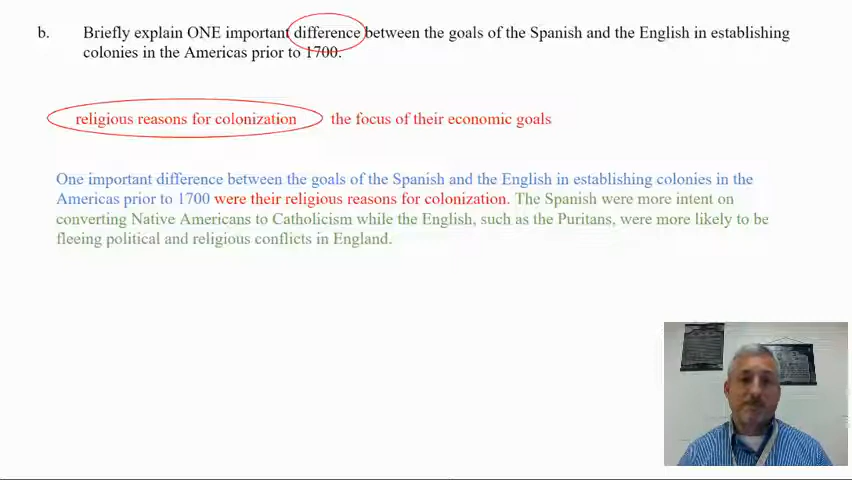 b. Briefly explain ONE important difference between the goals of the Spanish and the English in establishing
colonies in the Americas prior to 1700.
religious reasons for colonization the focus of their economic goals
One important difference between the goals of the Spanish and the English in establishing colonies in the
Americas prior to 1700 were their religious reasons for colonization. The Spanish were more intent on
converting Native Americans to Catholicism while the English, such as the Puritans, were more likely to be
fleeing political and religious conflicts in England.